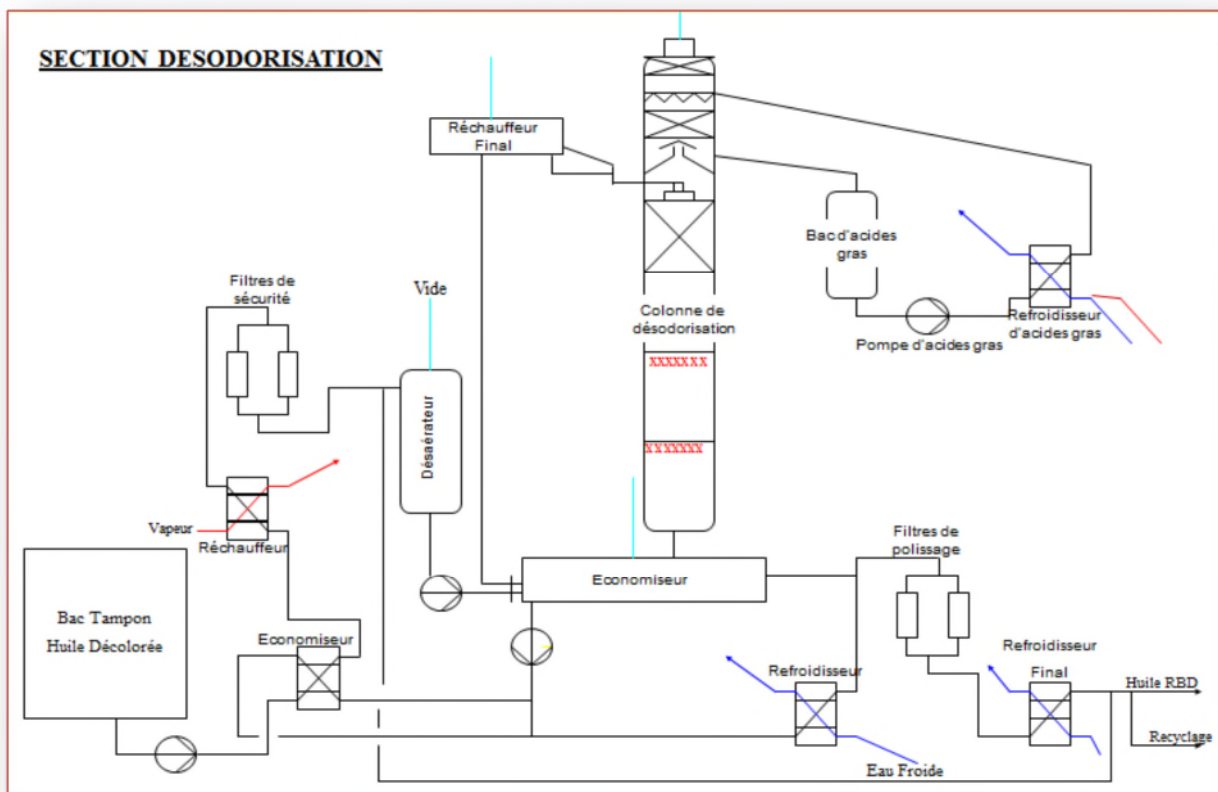 SECTION DESODORISATION
Réchauffeur
Final
Bac d'acides
gras
Filtres de
sécurité
Vide
Colonne de
désodorisation
Refroidisseur
d'acides gras
Pompe d'acides gras
XXXXXXX
Désaérateur
XXXXXXX
Vapeur
Réchauffeur
Filtres de
polissage
Economiseur
Bac Tampon
Huile Décolorée
Economiseur
Refroidisseur
Refroidisseur
Final
Huile RBD
Recyclage
Eau Froide